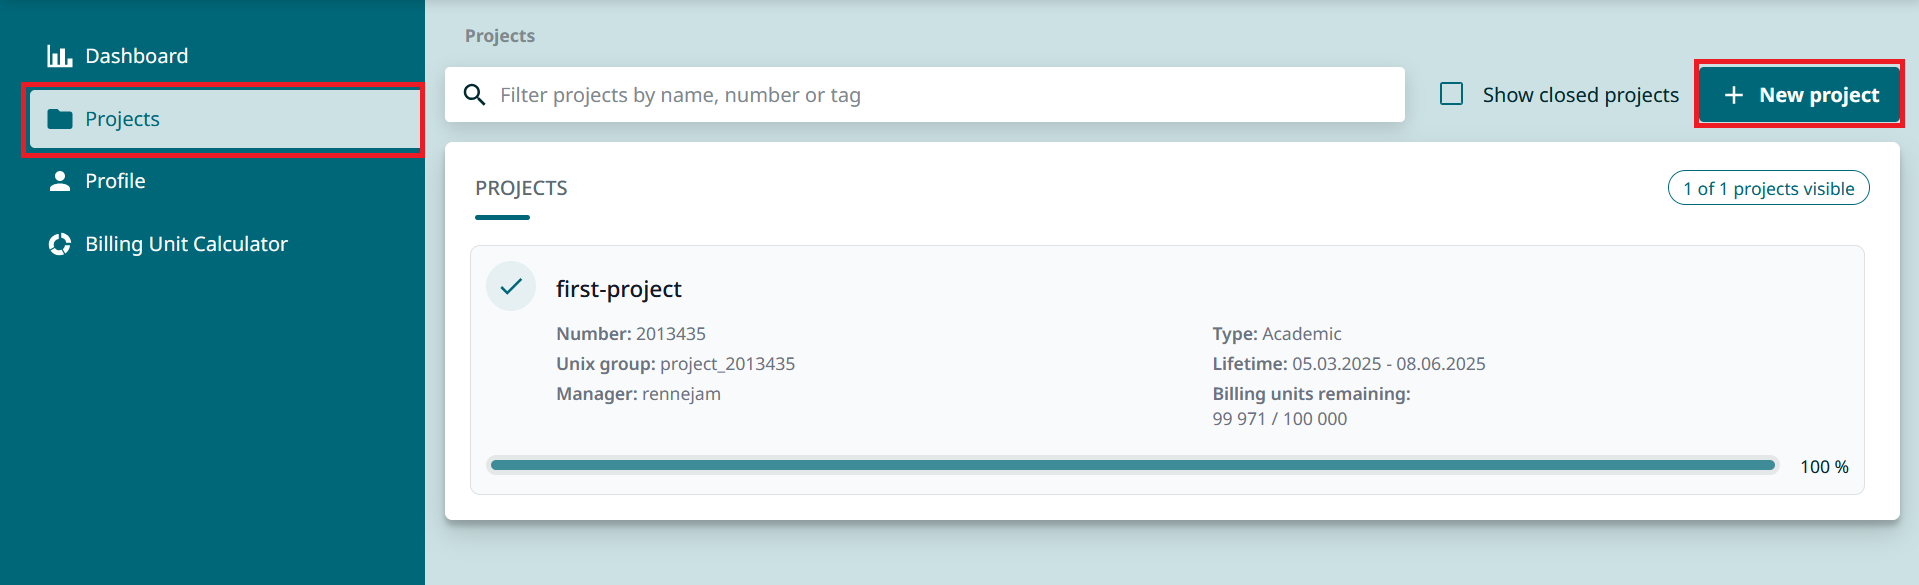 Dashboard
Projects
Profile
Billing Unit Calculator
Projects
Filter projects by name, number or tag
Show closed projects
New project
PROJECTS
1 of 1 projects visible
first-project
Number: 2013435
Unix group: project_2013435
Manager: rennejam
Type: Academic
Lifetime: 05.03.2025 - 08.06.2025
Billing units remaining:
99 971 / 100 000
100 %